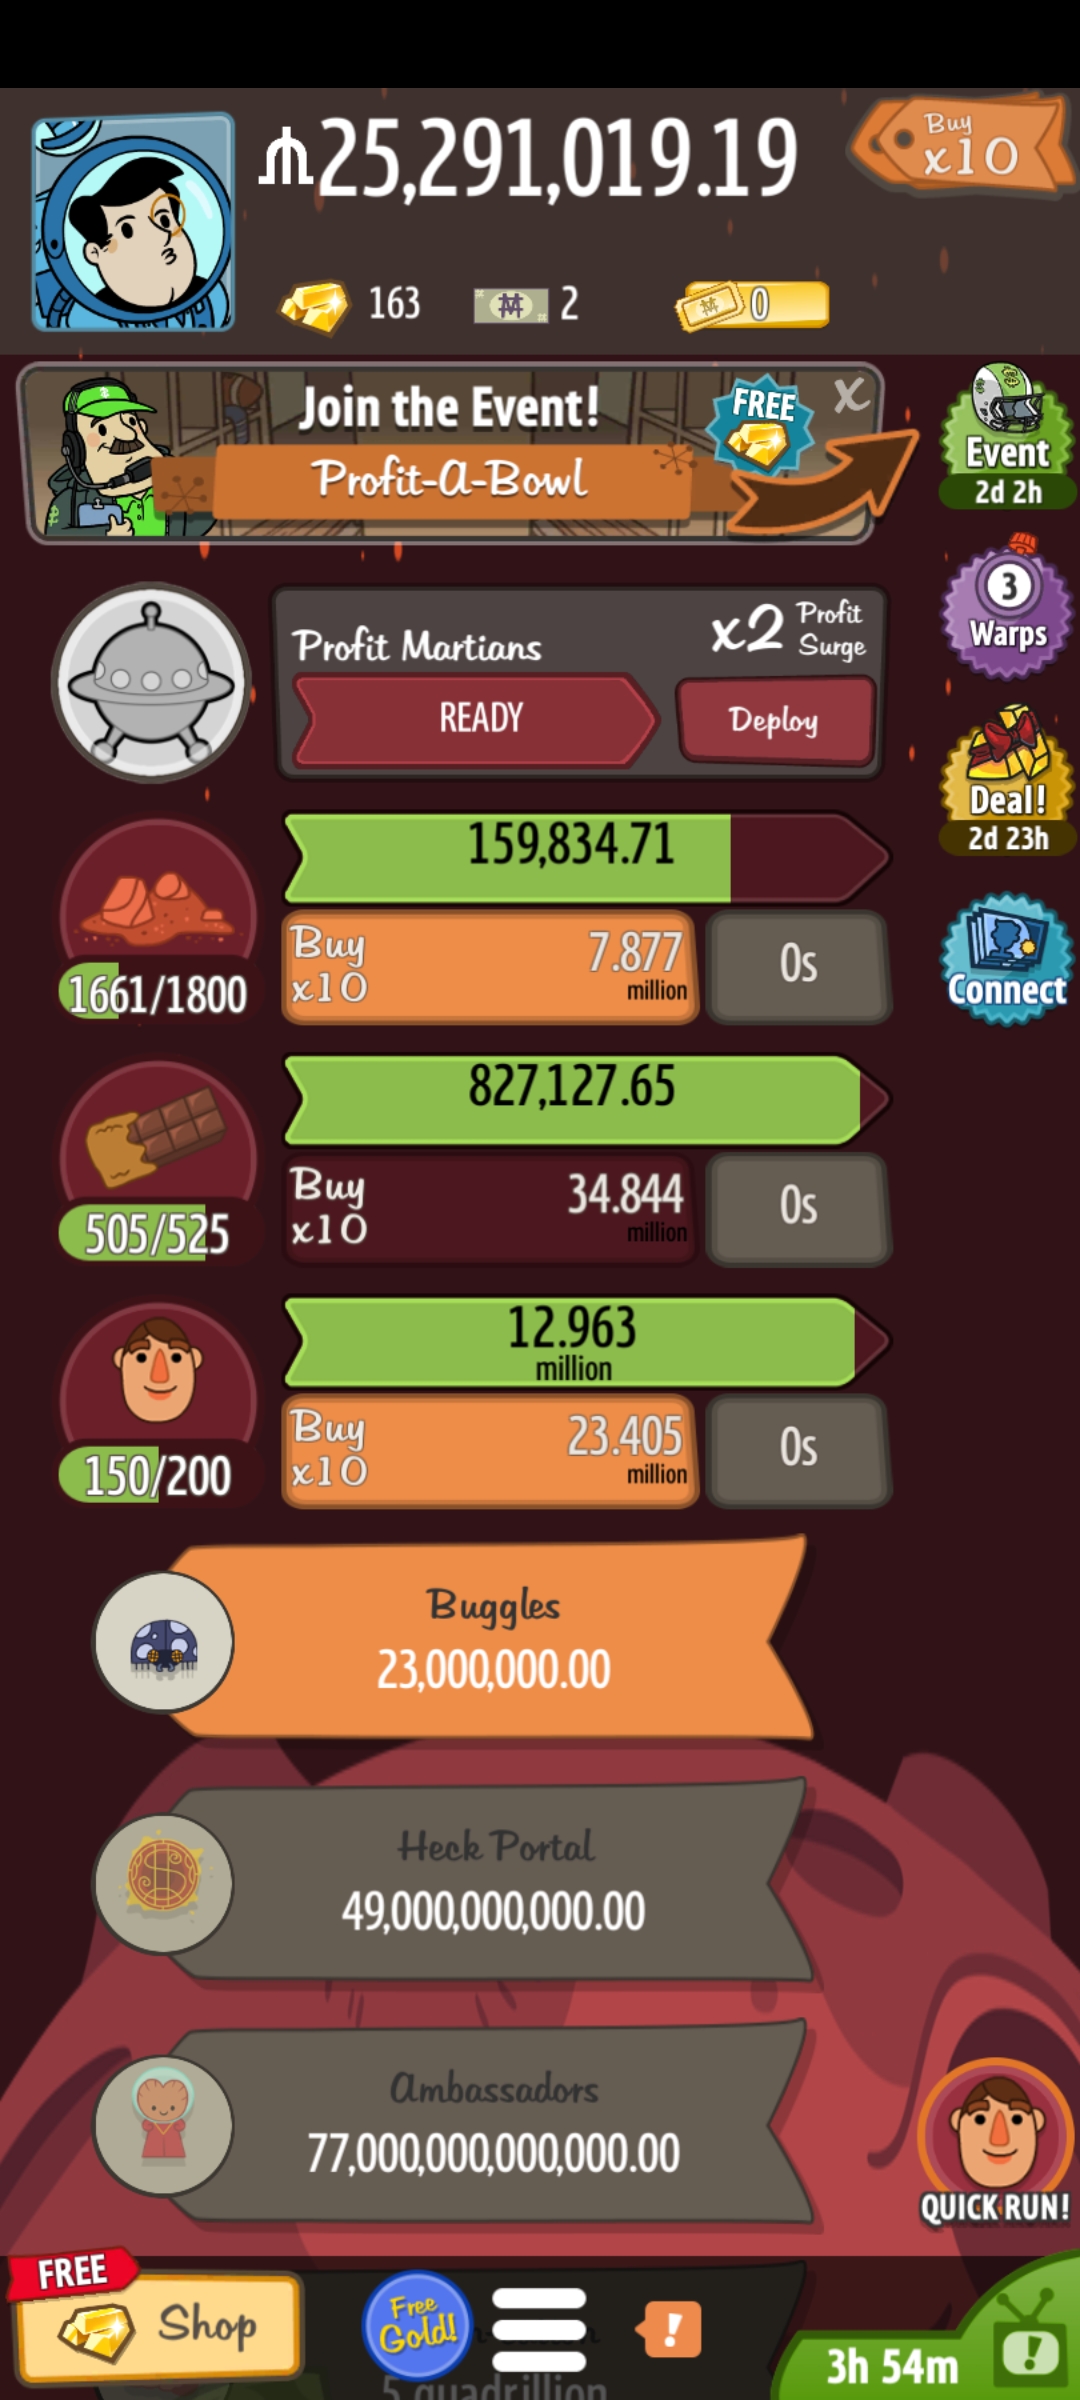 ₥25,291,019.19
Buy
x10
163
2
0
Join the Event!
Profit-A-Bowl
FREE
X
Event
2d 2h
3
Warps
Deal!
2d 23h
Connect
Profit Martians
x2 Profit
Surge
READY
Deploy
159,834.71
1661/1800
Buy
x10
7.877
million
0s
827,127.65
505/525
Buy
x10
34.844
million
0s
12.963
million
150/200
Buy
x10
23.405
million
0s
Buggles
23,000,000.00
Heck Portal
49,000,000,000.00
Ambassadors
77,000,000,000,000.00
QUICK RUN!
FREE
Shop
Free
Gold!
!
5 quadrillion
3h 54m
!